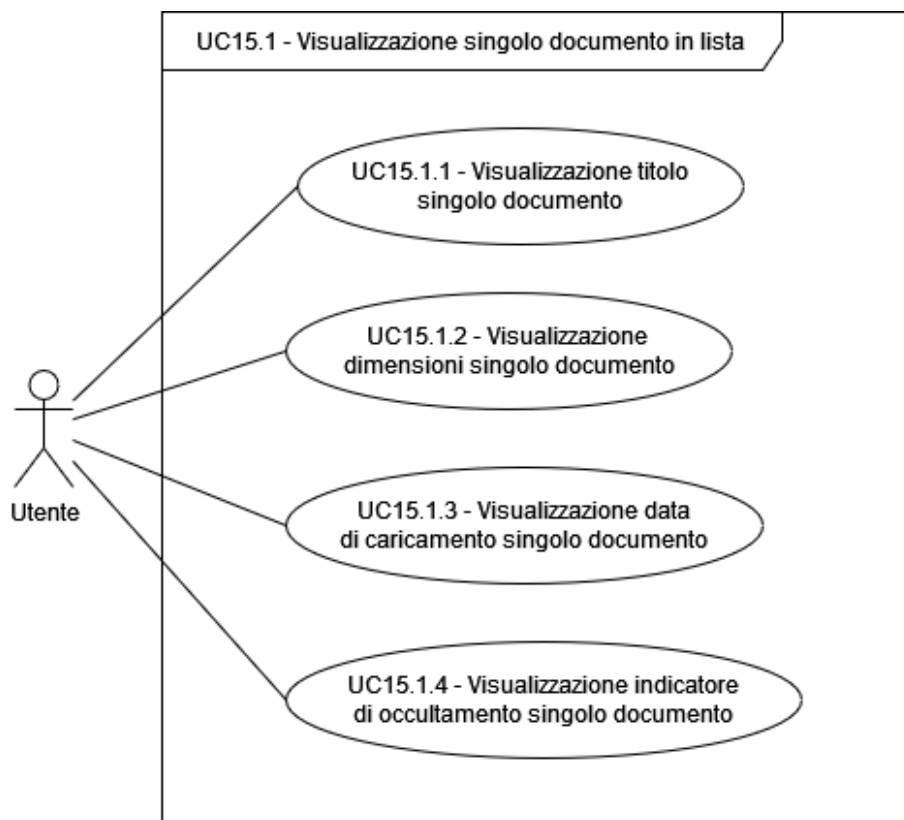 UC15.1 - Visualizzazione singolo documento in lista
UC15.1.1 - Visualizzazione titolo
singolo documento
UC15.1.2 - Visualizzazione
dimensioni singolo documento
UC15.1.3 - Visualizzazione data
di caricamento singolo documento
UC15.1.4 - Visualizzazione indicatore
di occultamento singolo documento
Utente